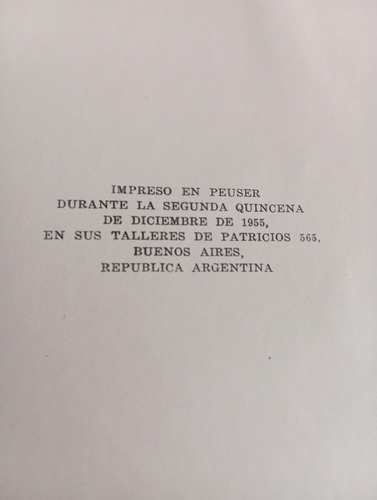 IMPRESO EN PEUSER
DURANTE LA SEGUNDA QUINCENA
DE DICIEMBRE DE 1955,
EN SUS TALLERES DE PATRICIOS 565,
BUENOS AIRES,
REPUBLICA ARGENTINA